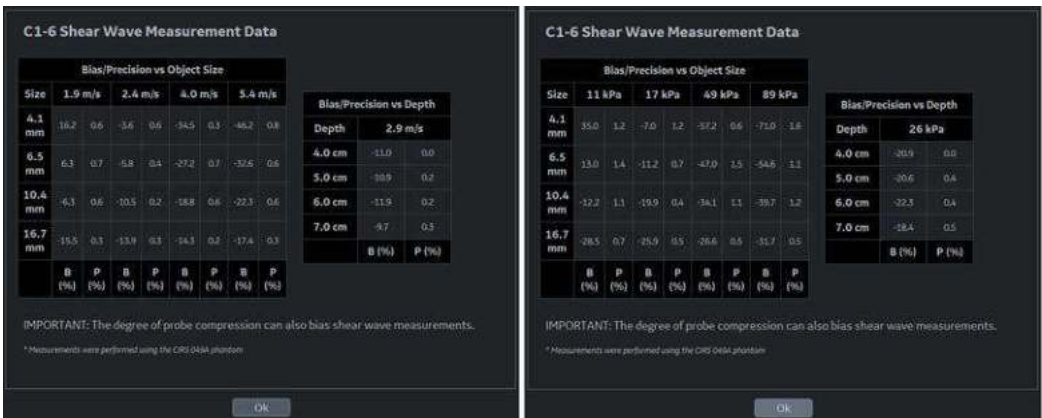 C1-6 Shear Wave Measurement Data
Bias/Precision vs Object Size
Size 1.9 m/s 2.4 m/s 4.0 m/s 5.4 m/s
4.1 mm 16.2 0.6 -3.6 0.6 -34.5 0.3 -46.2 0.8
6.5 mm 6.3 0.7 -5.8 0.4 -27.2 0.7 -32.6 0.6
10.4 mm -6.3 0.6 -10.5 0.2 -18.8 0.6 -22.3 0.6
16.7 mm -15.5 0.3 -13.9 0.3 -14.3 0.2 -17.4 0.3
B (%) P (%) B (%) P (%) B (%) P (%) B (%) P (%)
Bias/Precision vs Depth
Depth 2.9 m/s
4.0 cm -11.0 0.0
5.0 cm -10.9 0.2
6.0 cm -11.9 0.2
7.0 cm -9.7 0.3
B (%) P (%)
IMPORTANT: The degree of probe compression can also bias shear wave measurements.
* Measurements were performed using the CIRS 049A phantom
Ok
C1-6 Shear Wave Measurement Data
Bias/Precision vs Object Size
Size 11 kPa 17 kPa 49 kPa 89 kPa
4.1 mm 35.0 1.2 -7.0 1.2 -57.2 0.6 -71.0 1.6
6.5 mm 13.0 1.4 -11.2 0.7 -47.0 1.5 -54.6 1.1
10.4 mm -12.2 1.1 -19.9 0.4 -34.1 1.1 -39.7 1.2
16.7 mm -28.5 0.7 -25.9 0.5 -26.6 0.5 -31.7 0.5
B (%) P (%) B (%) P (%) B (%) P (%) B (%) P (%)
Bias/Precision vs Depth
Depth 26 kPa
4.0 cm -20.9 0.0
5.0 cm -20.6 0.4
6.0 cm -22.3 0.4
7.0 cm -18.4 0.5
B (%) P (%)
IMPORTANT: The degree of probe compression can also bias shear wave measurements.
* Measurements were performed using the CIRS 049A phantom
Ok